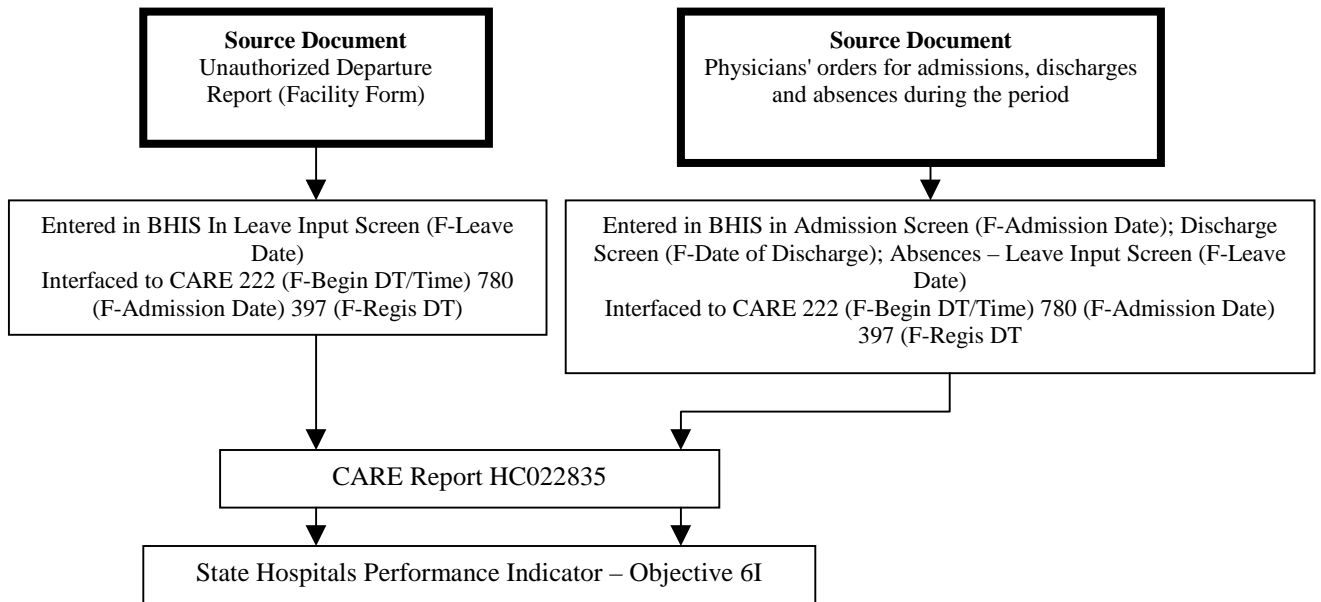 Source Document
Unauthorized Departure
Report (Facility Form)
Source Document
Physicians' orders for admissions, discharges
and absences during the period
Entered in BHIS In Leave Input Screen (F-Leave
Date)
Interfaced to CARE 222 (F-Begin DT/Time) 780
(F-Admission Date) 397 (F-Regis DT)
Entered in BHIS in Admission Screen (F-Admission Date); Discharge
Screen (F-Date of Discharge); Absences – Leave Input Screen (F-Leave
Date)
Interfaced to CARE 222 (F-Begin DT/Time) 780 (F-Admission Date)
397 (F-Regis DT
CARE Report HC022835
State Hospitals Performance Indicator – Objective 6I